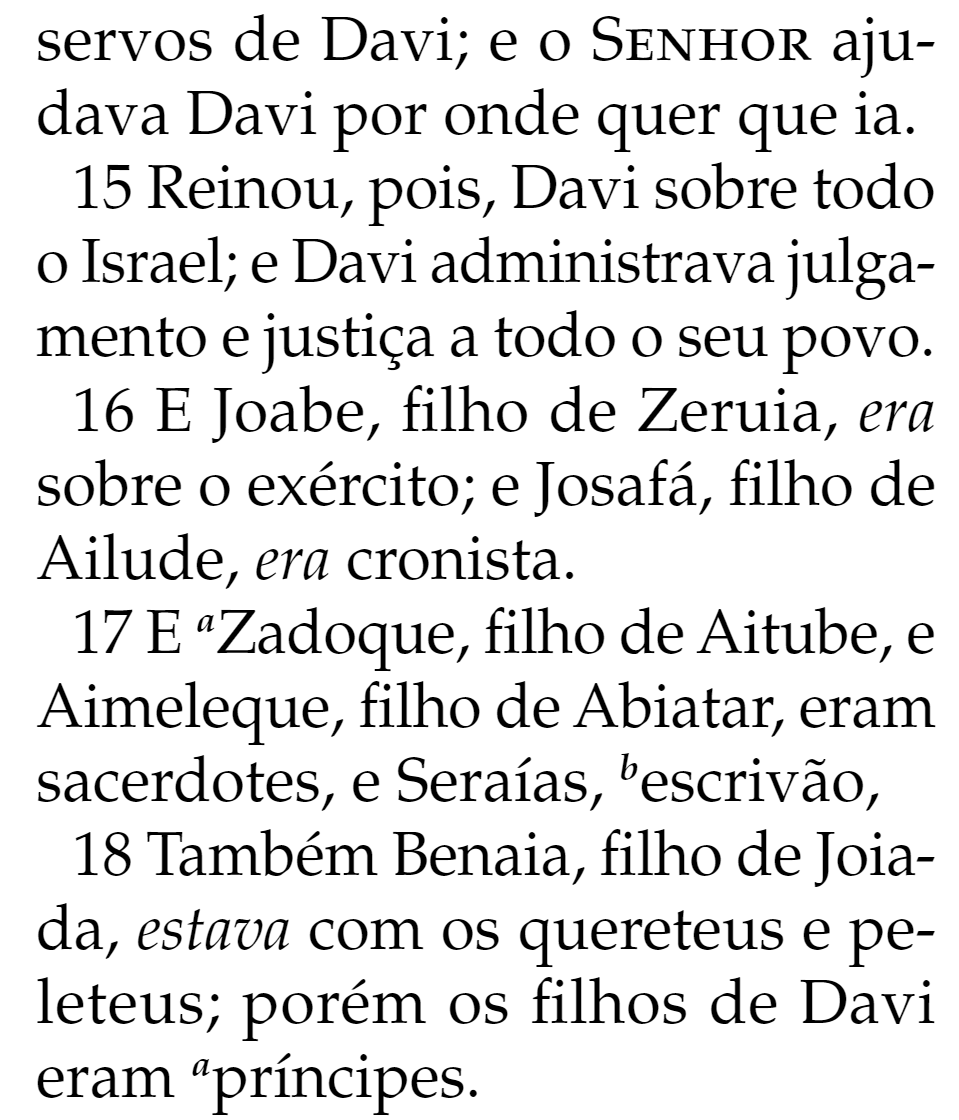 servos de Davi; e o SENHOR aju-
dava Davi por onde quer que ia.
15 Reinou, pois, Davi sobre todo
o Israel; e Davi administrava julga-
mento e justiça a todo o seu povo.
16 E Joabe, filho de Zeruia, era
sobre o exército; e Josafá, filho de
Ailude, era cronista.
17 E aZadoque, filho de Aitube, e
Aimeleque, filho de Abiatar, eram
sacerdotes, e Seraías, bescrivão,
18 Também Benaia, filho de Joia-
da, estava com os quereteus e pe-
leteus; porém os filhos de Davi
eram apríncipes.